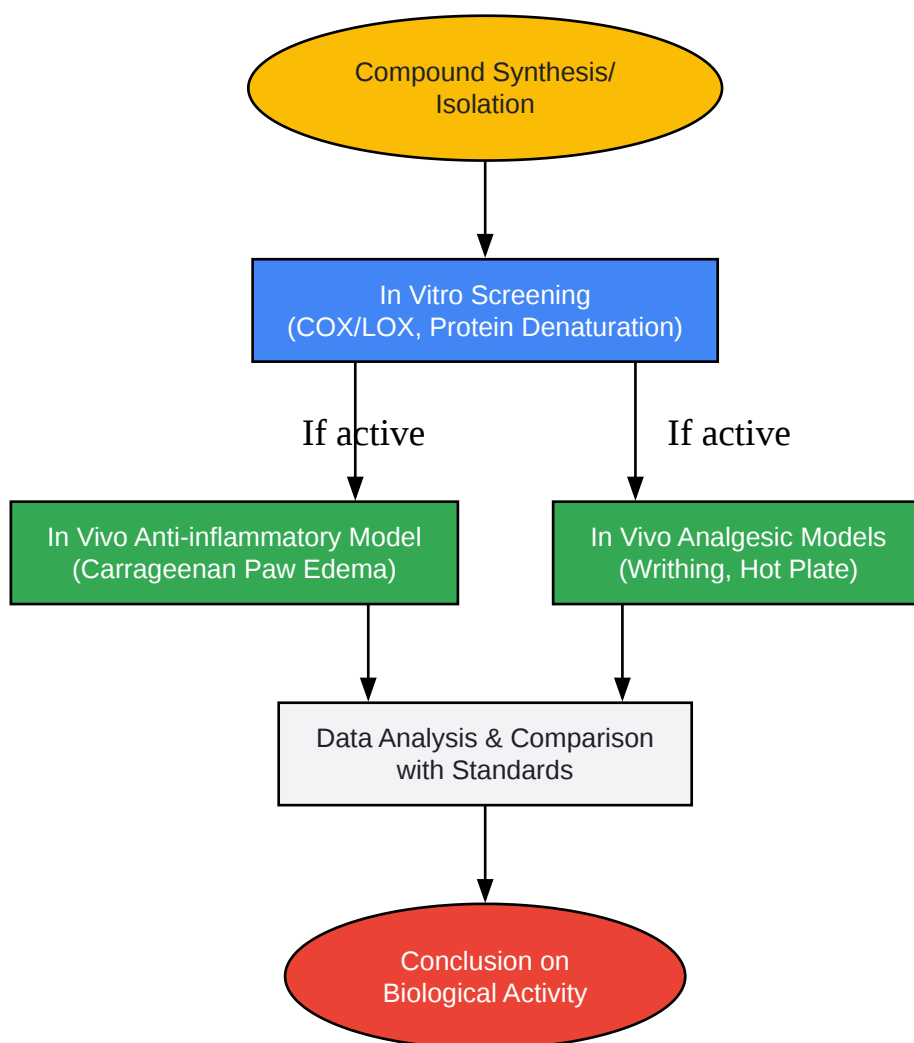 Compound Synthesis/
Isolation
In Vitro Screening
(COX/LOX, Protein Denaturation)
If active
If active
In Vivo Anti-inflammatory Model
(Carrageenan Paw Edema)
In Vivo Analgesic Models
(Writhing, Hot Plate)
Data Analysis & Comparison
with Standards
Conclusion on
Biological Activity